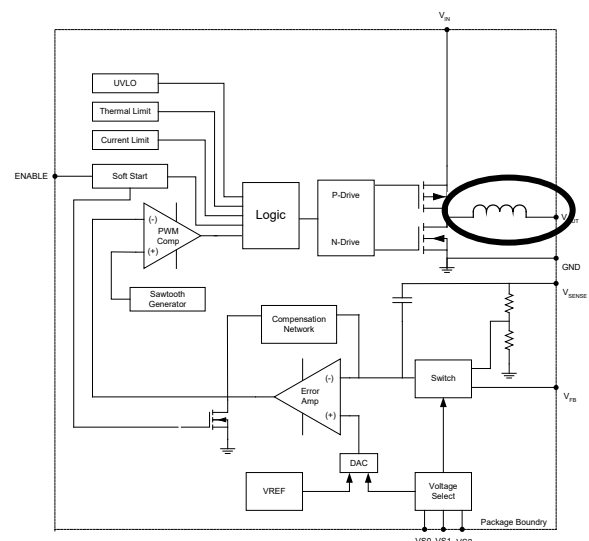 VIN
UVLO
Thermal Limit
Current Limit
ENABLE
Soft Start
P-Drive
Logic
(-)
PWM
Comp
(+)
N-Drive
GND
Sawtooth
Generator
VSENSE
Compensation
Network
(-)
Switch
Error
Amp
VFB
(+)
DAC
VREF
Voltage
Select
Package Boundry